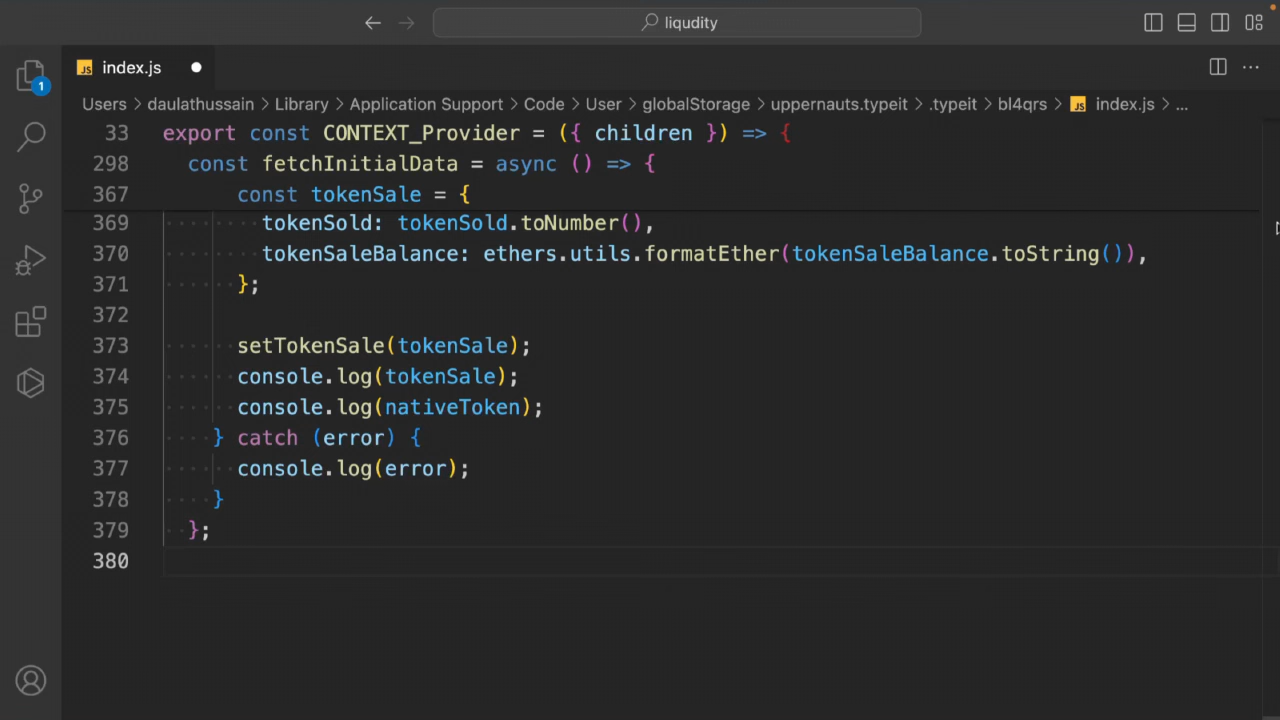 liqudity
JS index.js
1
Users > daulathussain > Library > Application Support > Code > User > globalStorage > uppernauts.typeit > .typeit > bl4qrs > JS index.js > ...
33 export const CONTEXT_Provider = ({ children }) => {
298 const fetchInitialData = async () => {
367 const tokenSale = {
369 tokenSold: tokenSold.toNumber(),
370 tokenSaleBalance: ethers.utils.formatEther(tokenSaleBalance.toString()),
371 };
372
373 setTokenSale(tokenSale);
374 console.log(tokenSale);
375 console.log(nativeToken);
376 } catch (error) {
377 console.log(error);
378 }
379 };
380